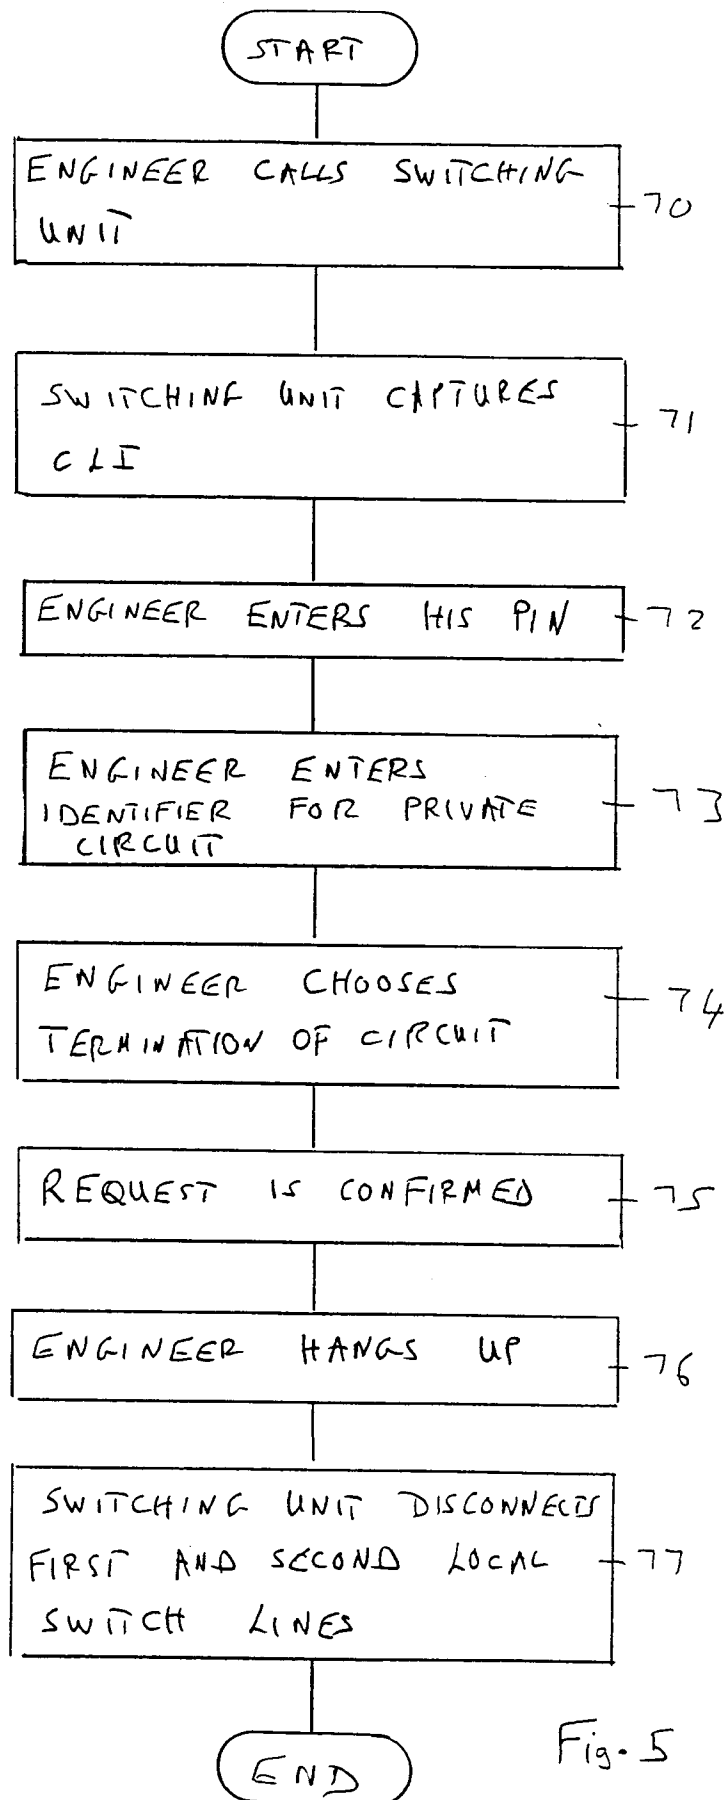 START
ENGINEER CALLS SWITCHING
UNIT
70
SWITCHING UNIT CAPTURES
CLI
71
ENGINEER ENTERS HIS PIN
72
ENGINEER ENTERS
IDENTIFIER FOR PRIVATE
CIRCUIT
73
ENGINEER CHOOSES
TERMINATION OF CIRCUIT
74
REQUEST IS CONFIRMED
75
ENGINEER HANGS UP
76
SWITCHING UNIT DISCONNECTS
FIRST AND SECOND LOCAL
SWITCH LINES
77
END
Fig. 5